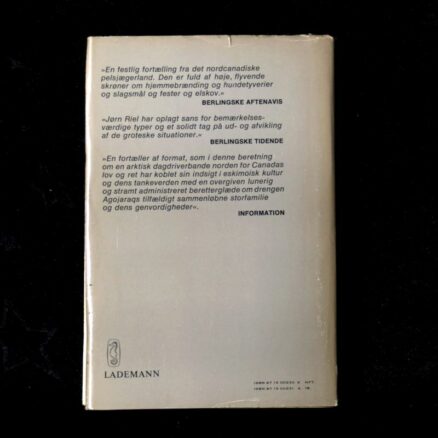 »En festlig fortælling fra det nordcanadiske
pelsjægerland. Den er fuld af høje, flyvende
skrøner om hjemmebrænding og hundetyverier
og slagsmål og fester og elskov.«
BERLINGSKE AFTENAVIS
»Jørn Riel har oplagt sans for bemærkelses-
værdige typer og et solidt tag på ud- og afvikling
af de groteske situationer.«
BERLINGSKE TIDENDE
»En fortæller af format, som i denne beretning
om en arktisk dagdriverbande norden for Canadas
lov og ret har koblet sin indsigt i eskimoisk kultur
og dens tankeverden med en overgiven lunerig
og stramt administreret beretterglæde om drengen
Agojaraqs tilfældigt sammenløbne storfamilie
og dens genvordigheder«.
INFORMATION
LADEMANN